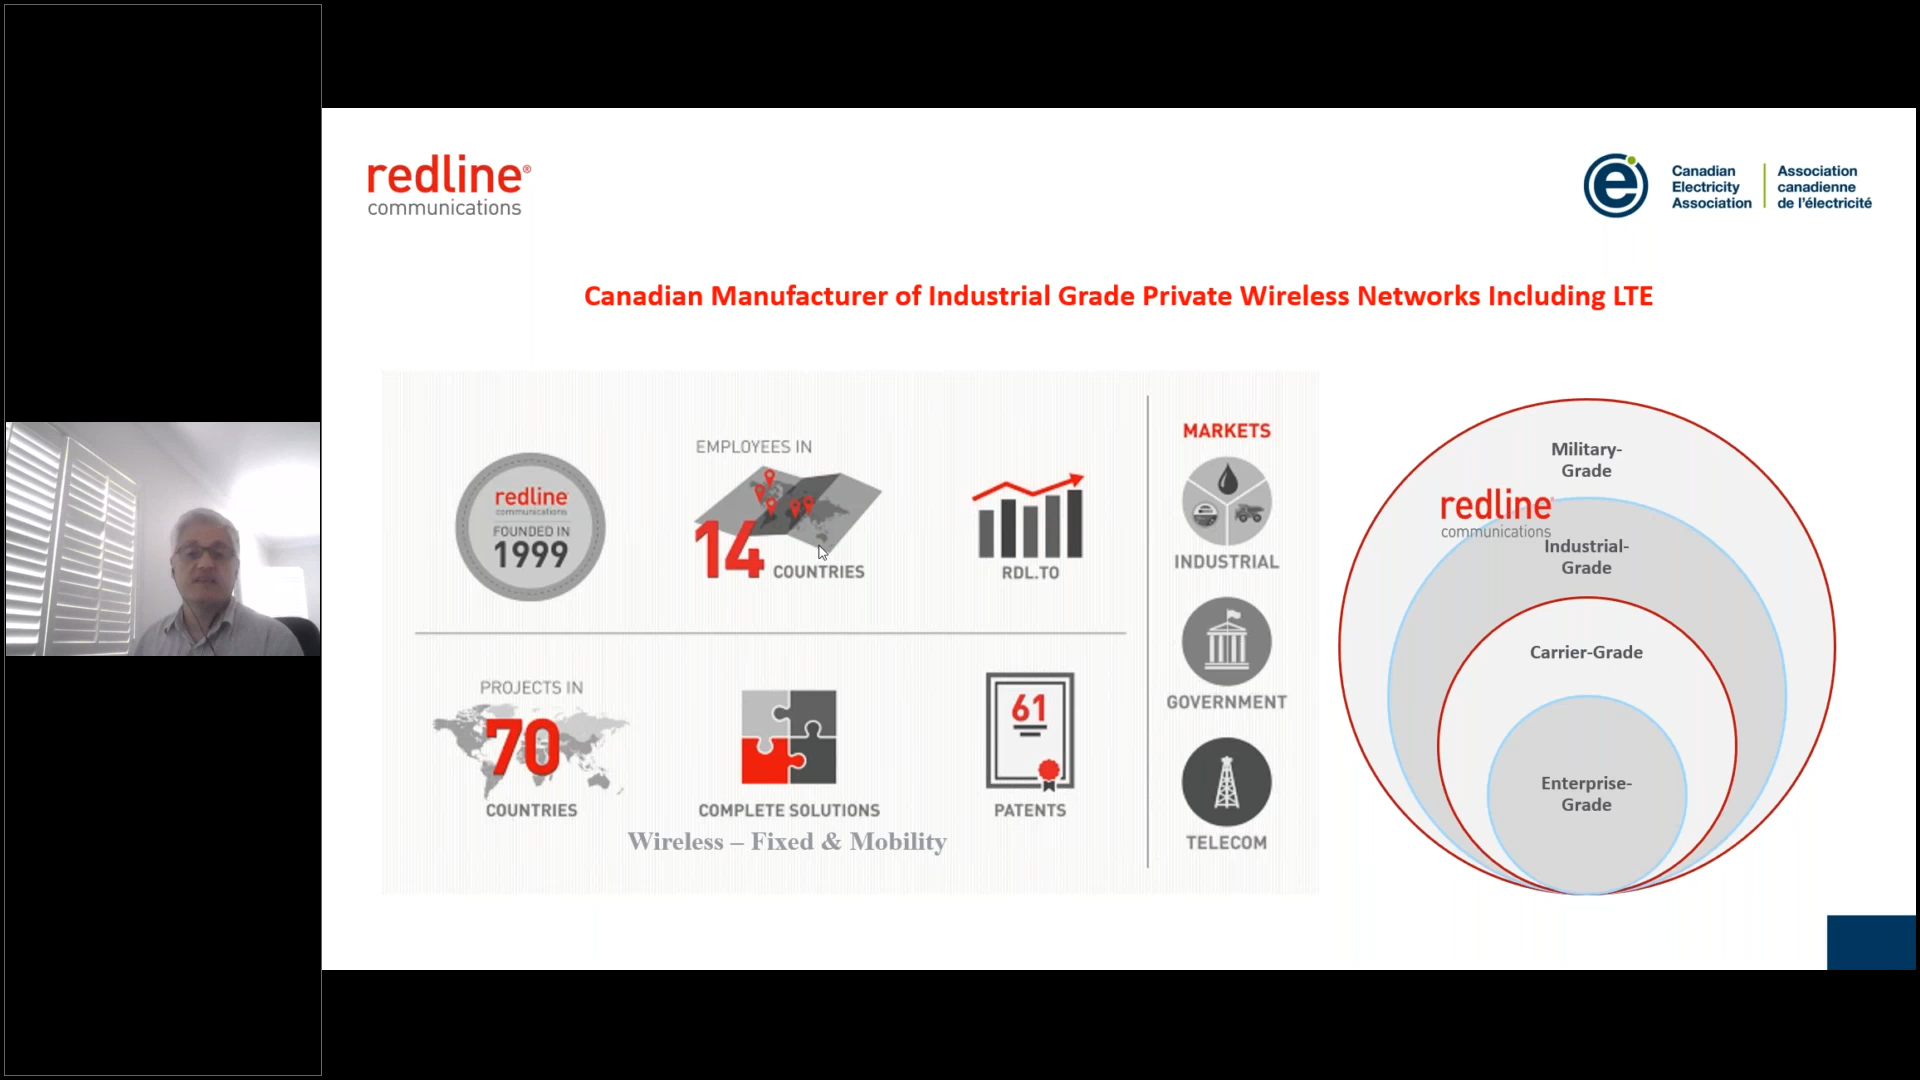 redline®
communications
Canadian
Electricity
Association
Association
canadienne
de l'électricité
Canadian Manufacturer of Industrial Grade Private Wireless Networks Including LTE
redline
communications
FOUNDED IN
1999
EMPLOYEES IN
14 COUNTRIES
RDL.TO
PROJECTS IN
70
COUNTRIES
COMPLETE SOLUTIONS
Wireless – Fixed & Mobility
61
PATENTS
MARKETS
INDUSTRIAL
GOVERNMENT
TELECOM
Military-
Grade
redline
communications
Industrial-
Grade
Carrier-Grade
Enterprise-
Grade